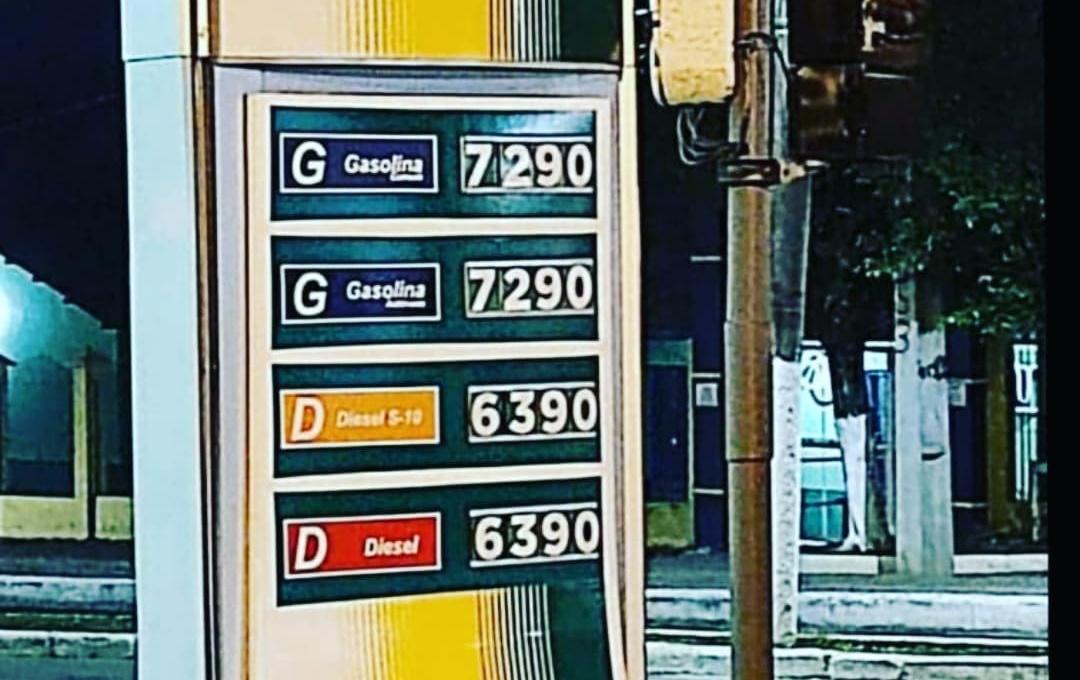 G Gasolina 7290
G Gasolina 7290
D Diesel S-10 6390
D Diesel 6390